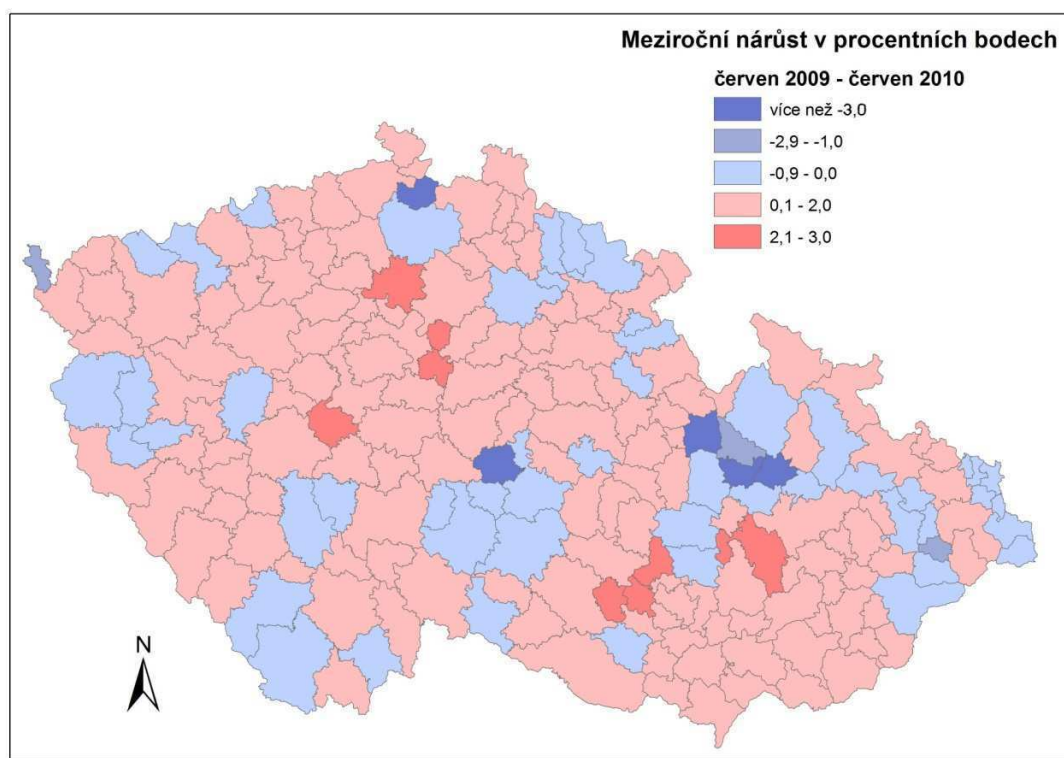 Meziroční nárůst v procentních bodech
červen 2009 - červen 2010
více než -3,0
-2,9 - -1,0
-0,9 - 0,0
0,1 - 2,0
2,1 - 3,0
N